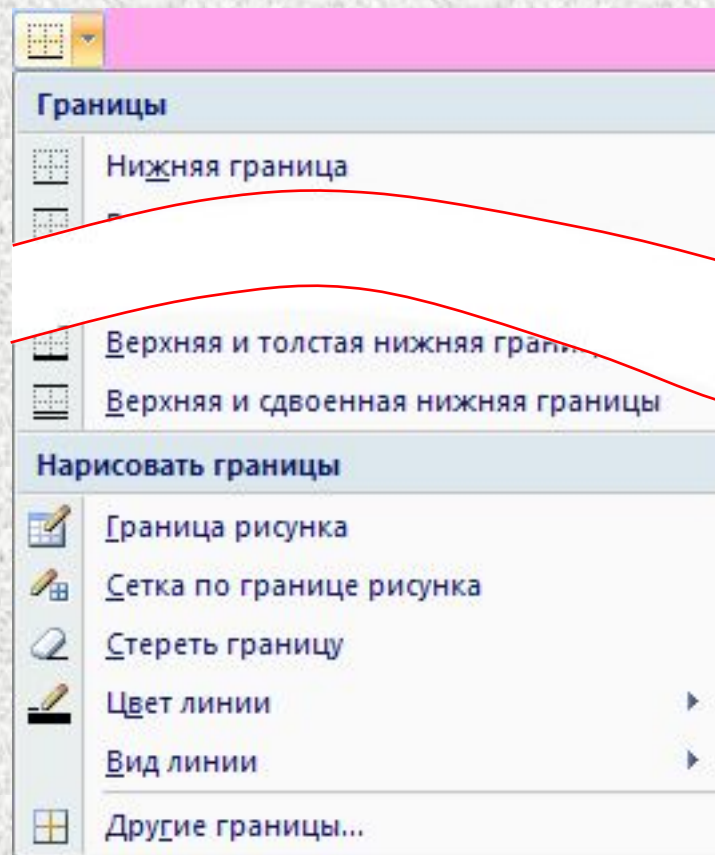 Границы
Нижняя граница
Верхняя и толстая нижняя
Верхняя и сдвоенная нижняя границы
Нарисовать границы
Граница рисунка
Сетка по границе рисунка
Стереть границу
Цвет линии
Вид линии
Другие границы...